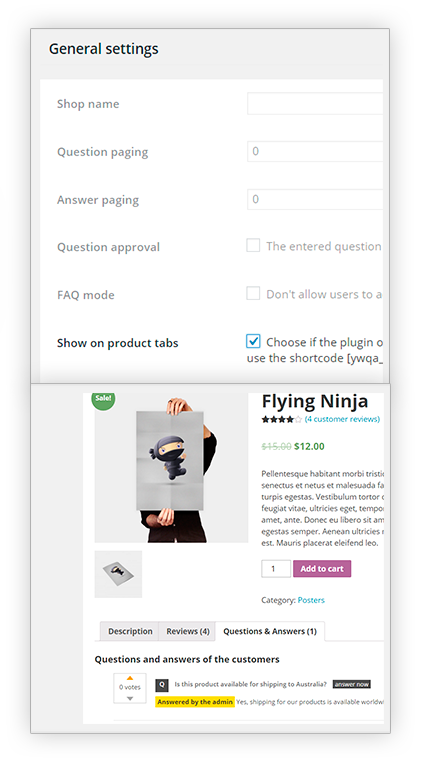 General settings
Shop name
Question paging 0
Answer paging 0
Question approval The entered question
FAQ mode Don't allow users to a
Show on product tabs Choose if the plugin o
use the shortcode [ywqa_
Sale!
Flying Ninja
(4 customer reviews)
$15.00 $12.00
Pellentesque habitant morbi tristic
senectus et netus et malesuada fa
turpis egestas. Vestibulum tortor
feugiat vitae, ultricies eget, tempo
amet, ante. Donec eu libero sit am
egestas semper. Aenean ultricies
est. Mauris placerat eleifend leo.
1 Add to cart
Category: Posters
Description Reviews (4) Questions & Answers (1)
Questions and answers of the customers
0 votes
Q Is this product available for shipping to Australia? answer now
Answered by the admin Yes, shipping for our products is available worldw